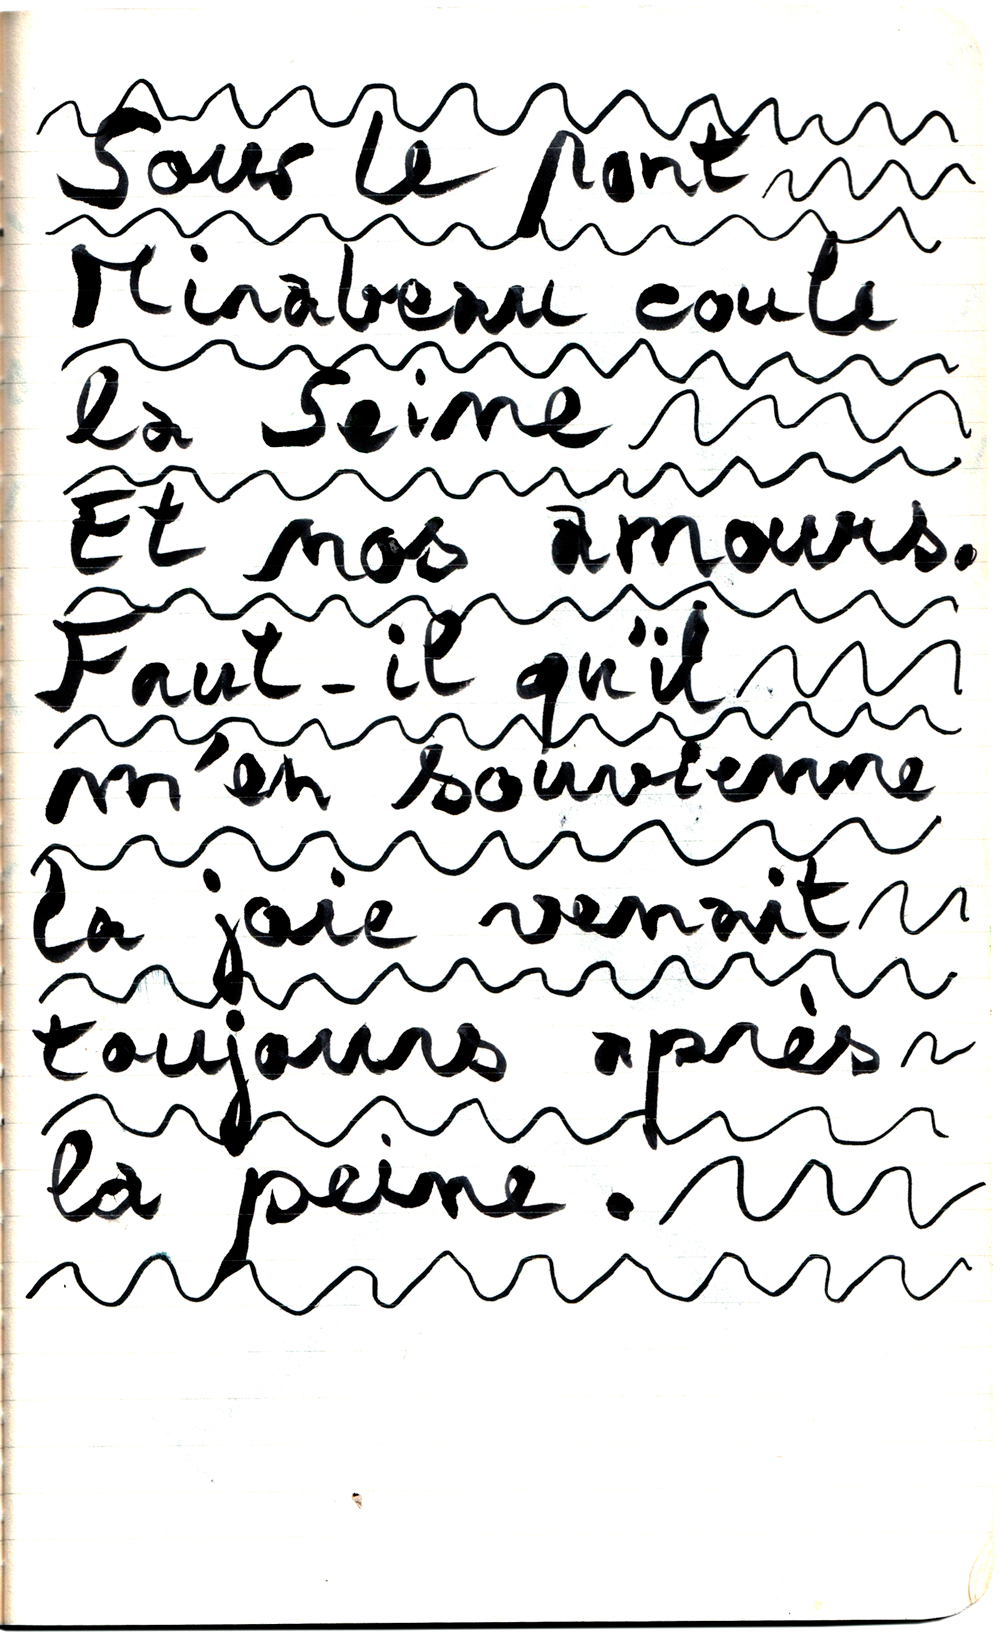 Sous le pont
Mirabeau coule
la Seine
Et nos amours.
Faut-il qu'il
m'en souvienne
la joie venait
toujours après
la peine.